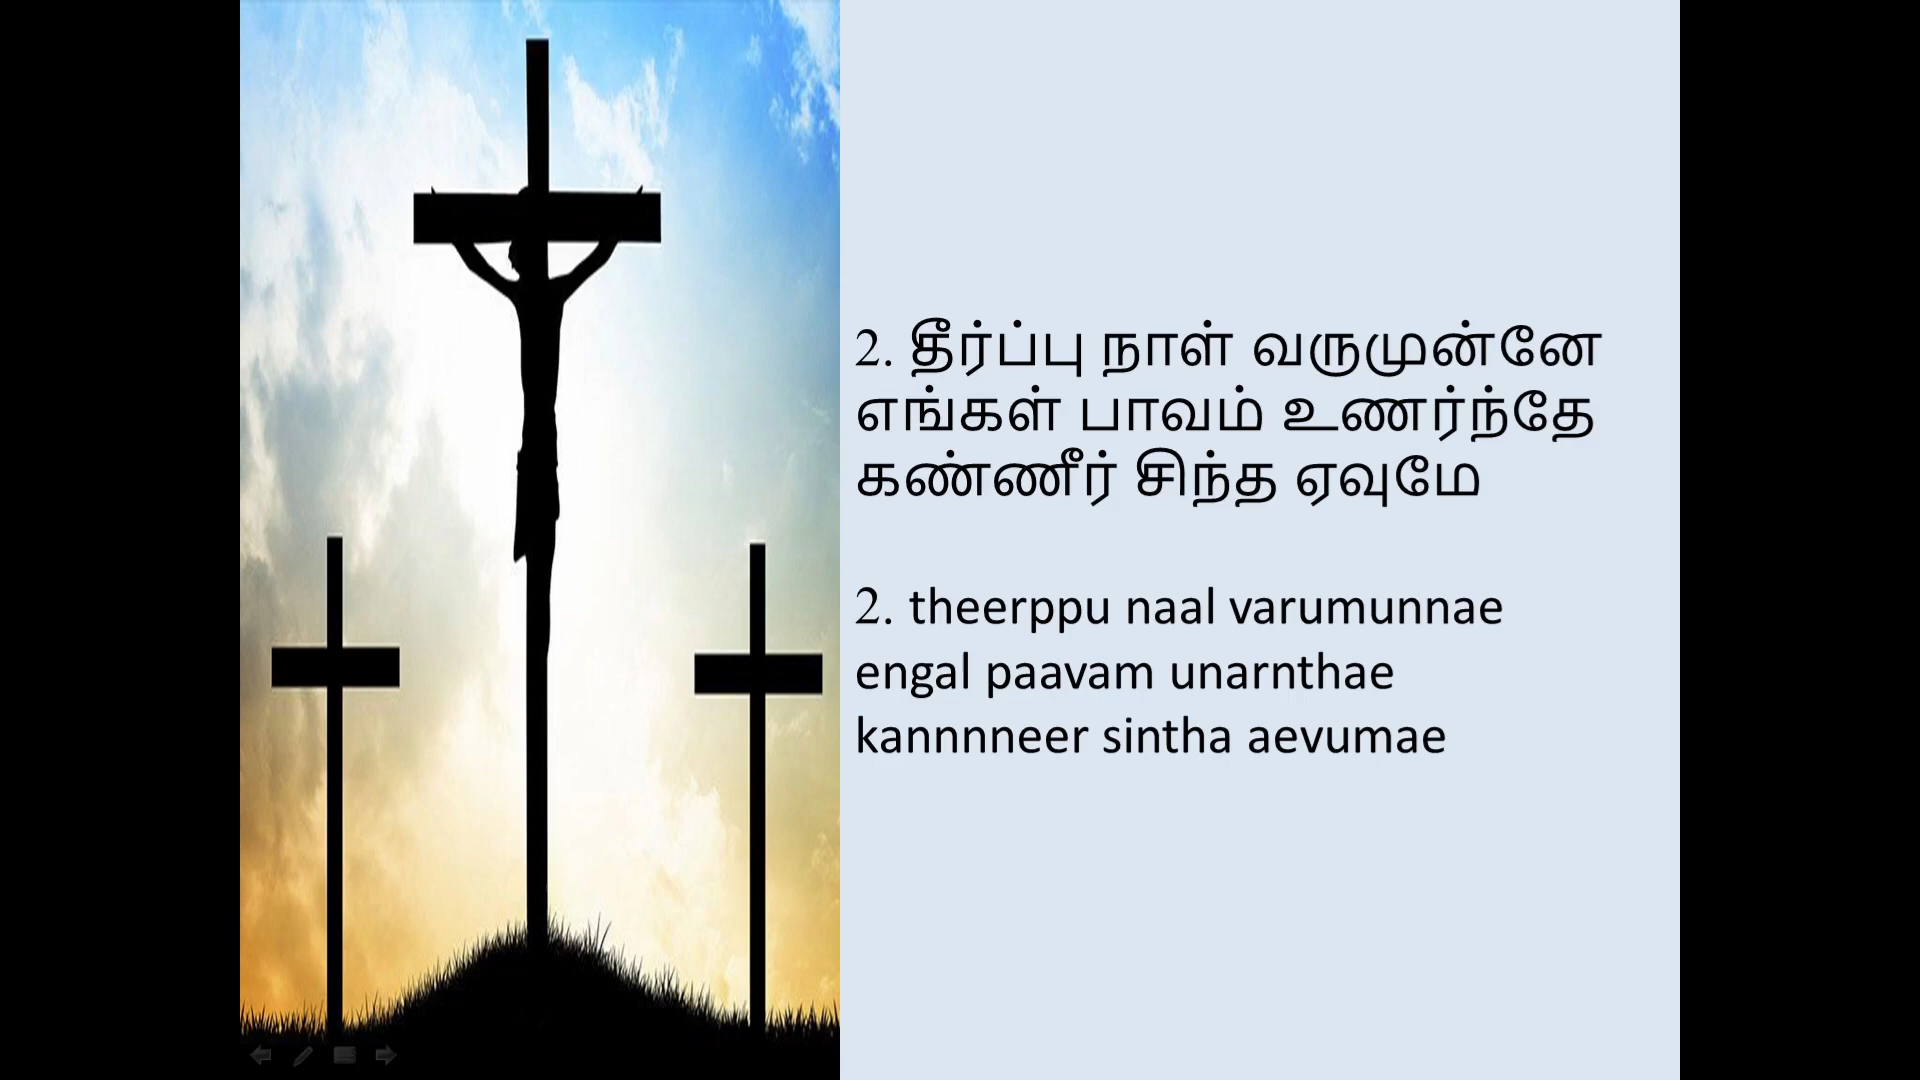 2. தீர்ப்பு நாள் வருமுன்னே
எங்கள் பாவம் உணர்ந்தே
கண்ணீர் சிந்த ஏவுமே
2. theerppu naal varumunnae
engal paavam unarnthae
kannnneer sintha aevumae